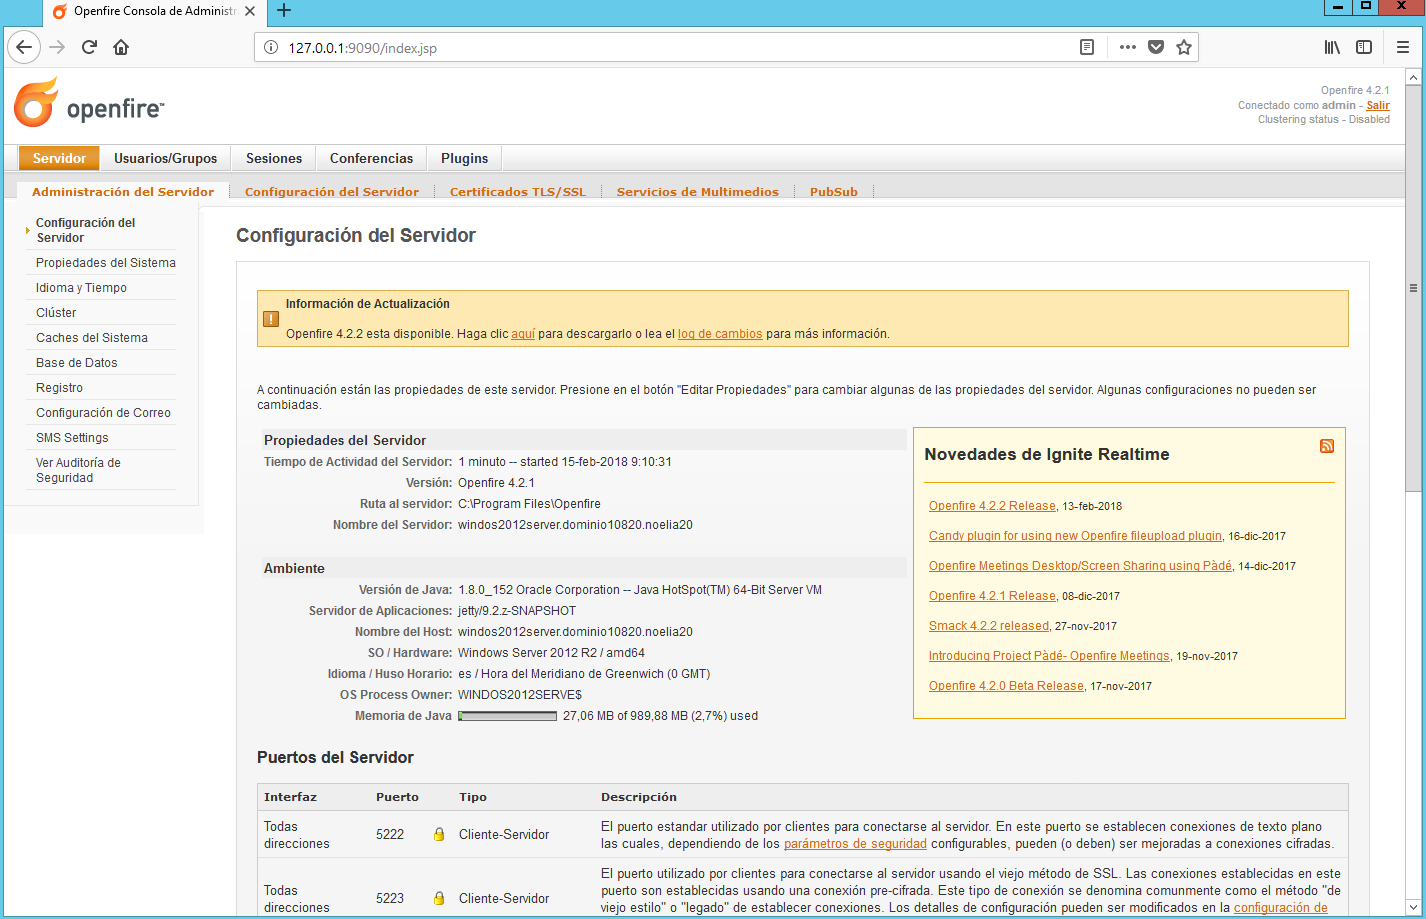 Openfire Consola de Administr
127.0.0.1:9090/index.jsp
openfire™
Openfire 4.2.1
Conectado como admin - Salir
Clustering status - Disabled
Servidor
Usuarios/Grupos
Sesiones
Conferencias
Plugins
Administración del Servidor
Configuración del Servidor
Certificados TLS/SSL
Servicios de Multimedios
PubSub
Configuración del
Servidor
Propiedades del Sistema
Idioma y Tiempo
Clúster
Caches del Sistema
Base de Datos
Registro
Configuración de Correo
SMS Settings
Ver Auditoría de
Seguridad
Configuración del Servidor
Información de Actualización
Openfire 4.2.2 esta disponible. Haga clic aquí para descargarlo o lea el log de cambios para más información.
A continuación están las propiedades de este servidor. Presione en el botón "Editar Propiedades" para cambiar algunas de las propiedades del servidor. Algunas configuraciones no pueden ser
cambiadas.
Propiedades del Servidor
Tiempo de Actividad del Servidor: 1 minuto -- started 15-feb-2018 9:10:31
Versión: Openfire 4.2.1
Ruta al servidor: C:\Program Files\Openfire
Nombre del Servidor: windos2012server.dominio10820.noelia20
Ambiente
Versión de Java: 1.8.0_152 Oracle Corporation -- Java HotSpot(TM) 64-Bit Server VM
Servidor de Aplicaciones: jetty/9.2.z-SNAPSHOT
Nombre del Host: windos2012server.dominio10820.noelia20
SO / Hardware: Windows Server 2012 R2 / amd64
Idioma / Huso Horario: es / Hora del Meridiano de Greenwich (0 GMT)
OS Process Owner: WINDOS2012SERVE$
Memoria de Java 27,06 MB of 989,88 MB (2,7%) used
Novedades de Ignite Realtime
Openfire 4.2.2 Release, 13-feb-2018
Candy plugin for using new Openfire fileupload plugin, 16-dic-2017
Openfire Meetings Desktop/Screen Sharing using Pàdé, 14-dic-2017
Openfire 4.2.1 Release, 08-dic-2017
Smack 4.2.2 released, 27-nov-2017
Introducing Project Pàdé- Openfire Meetings, 19-nov-2017
Openfire 4.2.0 Beta Release, 17-nov-2017
Puertos del Servidor
Interfaz Puerto Tipo Descripción
Todas
direcciones
5222
Cliente-Servidor
El puerto estandar utilizado por clientes para conectarse al servidor. En este puerto se establecen conexiones de texto plano
las cuales, dependiendo de los parámetros de seguridad configurables, pueden (o deben) ser mejoradas a conexiones cifradas.
Todas
direcciones
5223
Cliente-Servidor
El puerto utilizado por clientes para conectarse al servidor usando el viejo método de SSL. Las conexiones establecidas en este
puerto son establecidas usando una conexión pre-cifrada. Este tipo de conexión se denomina comunmente como el método "de
viejo estilo" o "legado" de establecer conexiones. Los detalles de configuración pueden ser modificados en la configuración de